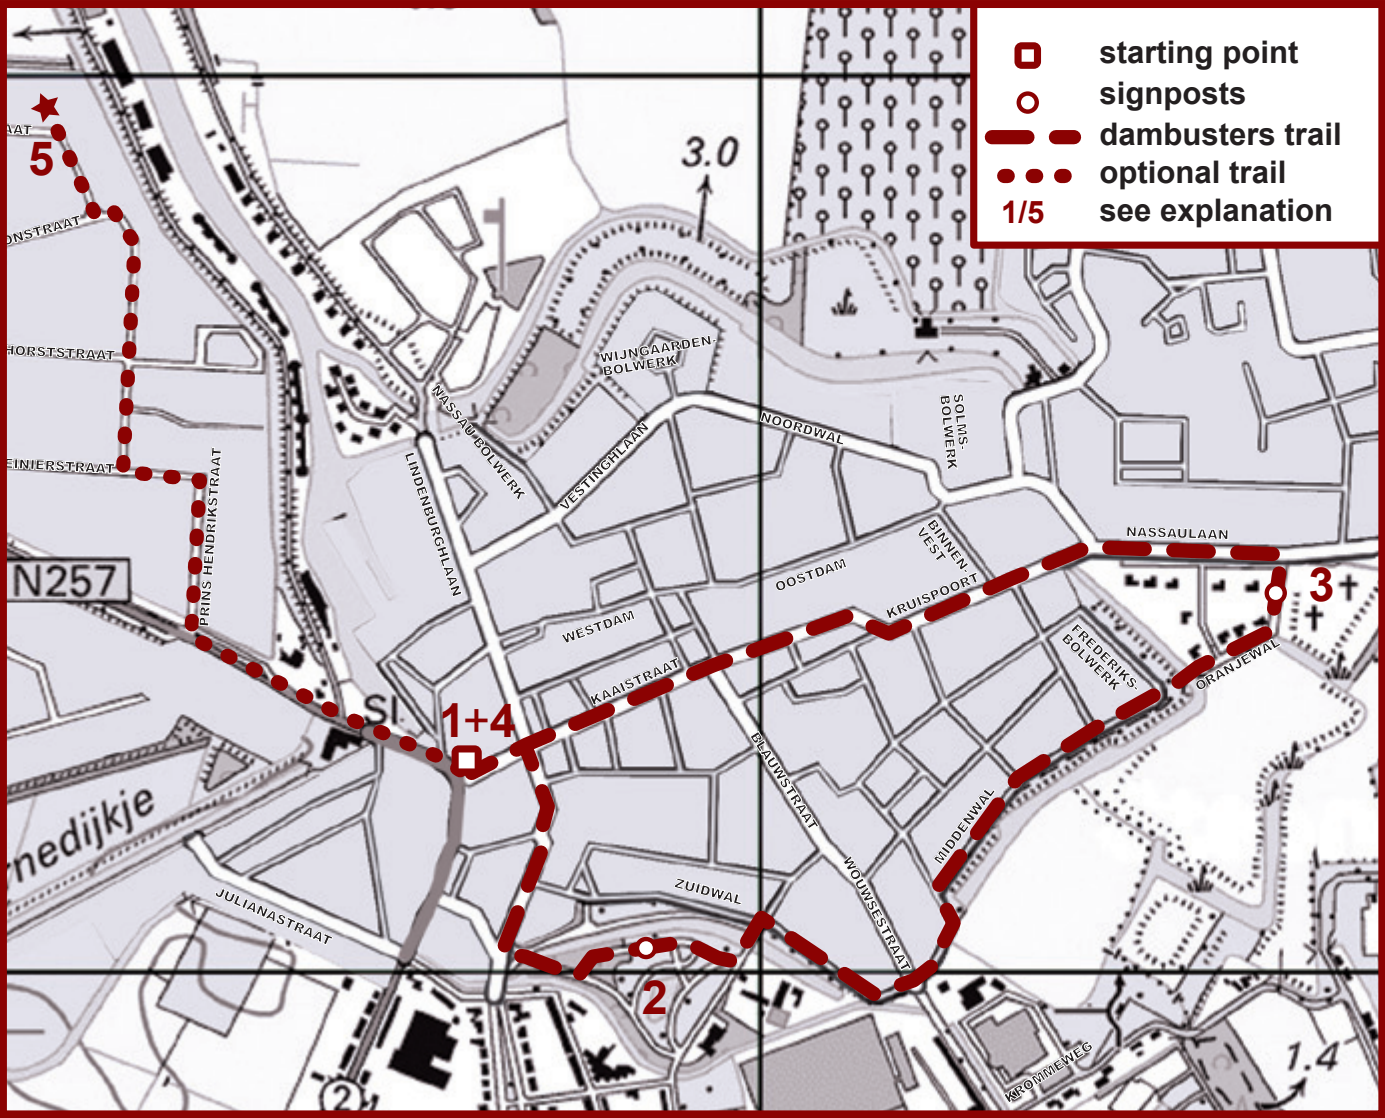 starting point
signposts
dambusters trail
optional trail
1/5 see explanation
3.0
AAT
5
ONSTRAAT
HORSTSTRAAT
EINIERSTRAAT
PRINS HENDRIKSTRAAT
N257
NASSAU BOLWERK
LINDENBURGHLAAN
WIJNGAARDEN-
BOLWERK
VESTINGHLAAN
NOORDWAL
SOLMS-
BOLWERK
BINNEN-
VEST
NASSAULAAN
OOSTDAM
KRUISPOORT
WESTDAM
KAAISTRAAT
FREDERIKS-
BOLWERK
ORANJEWAL
3
Sl.
1+4
BLAUWSTRAAT
MIDDENWAL
WOUWSESTRAAT
ZUIDWAL
nedijkje
JULIANASTRAAT
2
KROMMEWEG
1.4
2